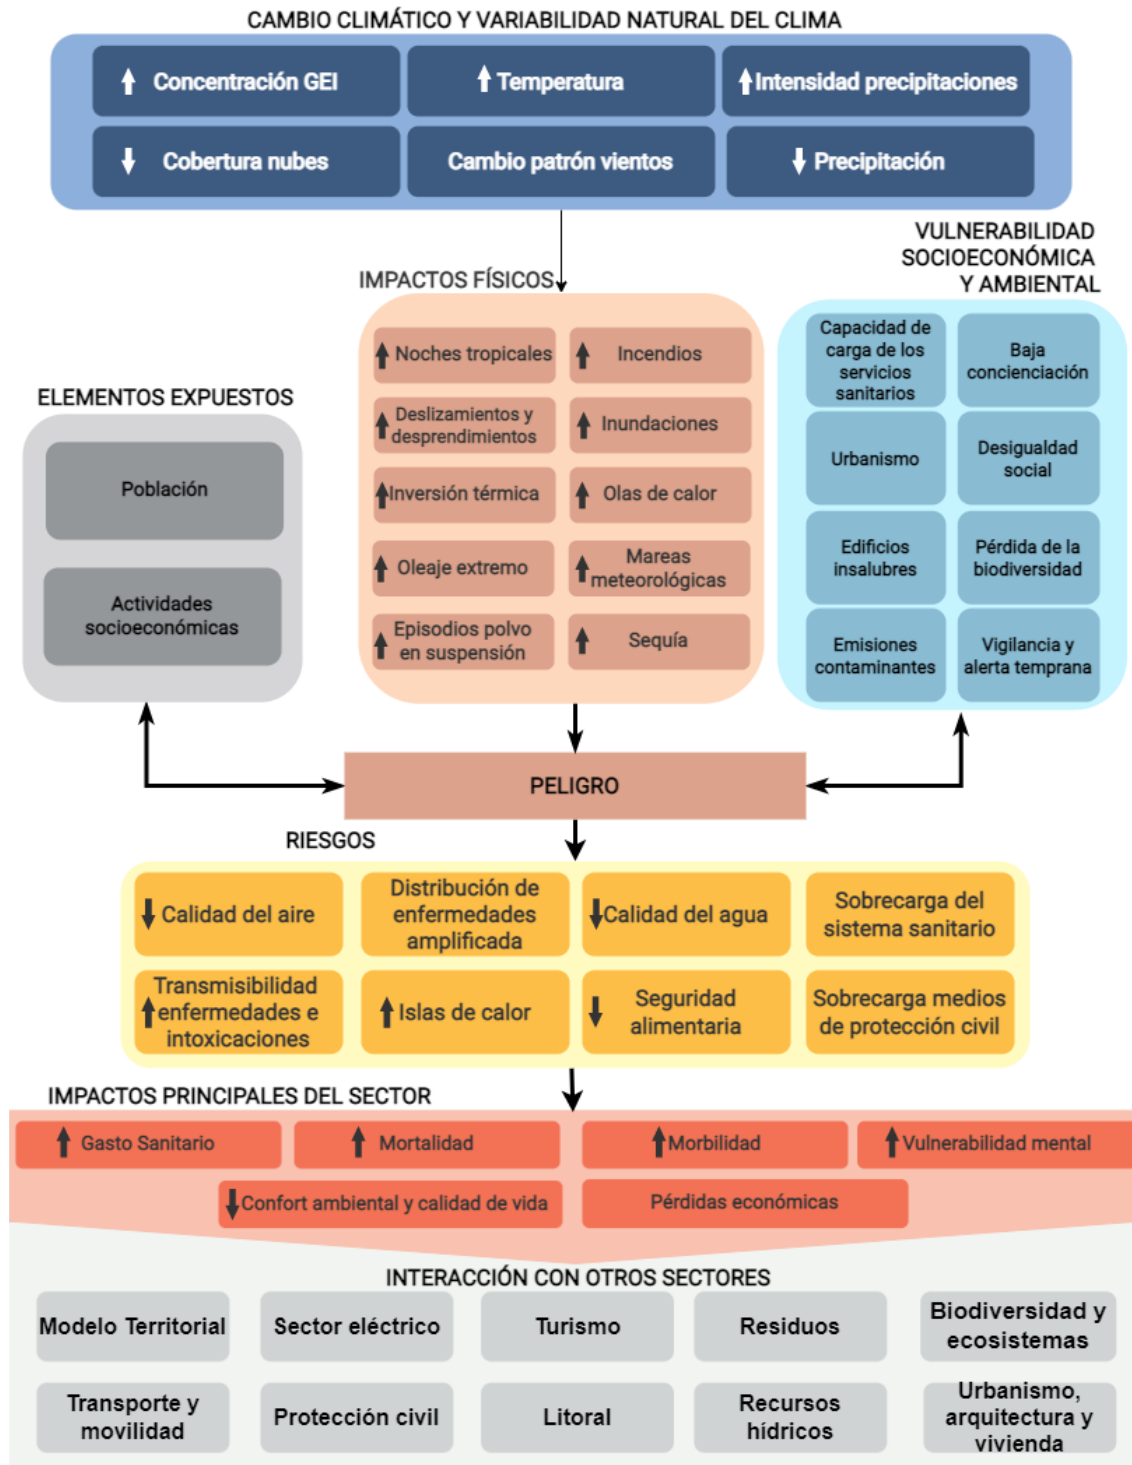 CAMBIO CLIMÁTICO Y VARIABILIDAD NATURAL DEL CLIMA
Concentración GEI
Temperatura
Intensidad precipitaciones
Cobertura nubes
Cambio patrón vientos
Precipitación
IMPACTOS FÍSICOS
Noches tropicales
Incendios
Deslizamientos y
desprendimientos
Inundaciones
Inversión térmica
Olas de calor
Oleaje extremo
Mareas
meteorológicas
Episodios polvo
en suspensión
Sequía
VULNERABILIDAD
SOCIOECONÓMICA
Y AMBIENTAL
Capacidad de
carga de los
servicios
sanitarios
Baja
concienciación
Urbanismo
Desigualdad
social
Edificios
insalubres
Pérdida de la
biodiversidad
Emisiones
contaminantes
Vigilancia y
alerta temprana
ELEMENTOS EXPUESTOS
Población
Actividades
socioeconómicas
PELIGRO
RIESGOS
Calidad del aire
Distribución de
enfermedades
amplificada
Calidad del agua
Sobrecarga del
sistema sanitario
Transmisibilidad
enfermedades e
intoxicaciones
Islas de calor
Seguridad
alimentaria
Sobrecarga medios
de protección civil
IMPACTOS PRINCIPALES DEL SECTOR
Gasto Sanitario
Mortalidad
Morbilidad
Vulnerabilidad mental
Confort ambiental y calidad de vida
Pérdidas económicas
INTERACCIÓN CON OTROS SECTORES
Modelo Territorial
Sector eléctrico
Turismo
Residuos
Biodiversidad y
ecosistemas
Transporte y
movilidad
Protección civil
Litoral
Recursos
hídricos
Urbanismo,
arquitectura y
vivienda